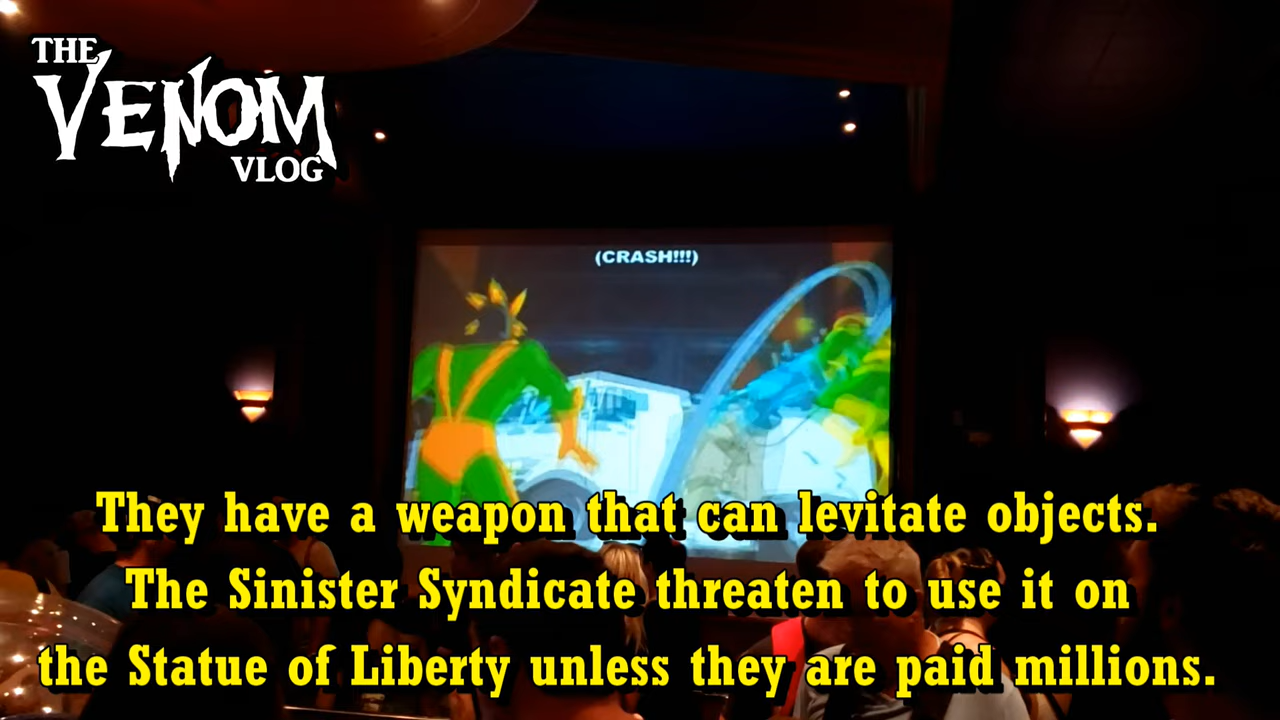 THE
VENOM
VLOG
(CRASH!!!)
They have a weapon that can levitate objects.
The Sinister Syndicate threaten to use it on
the Statue of Liberty unless they are paid millions.